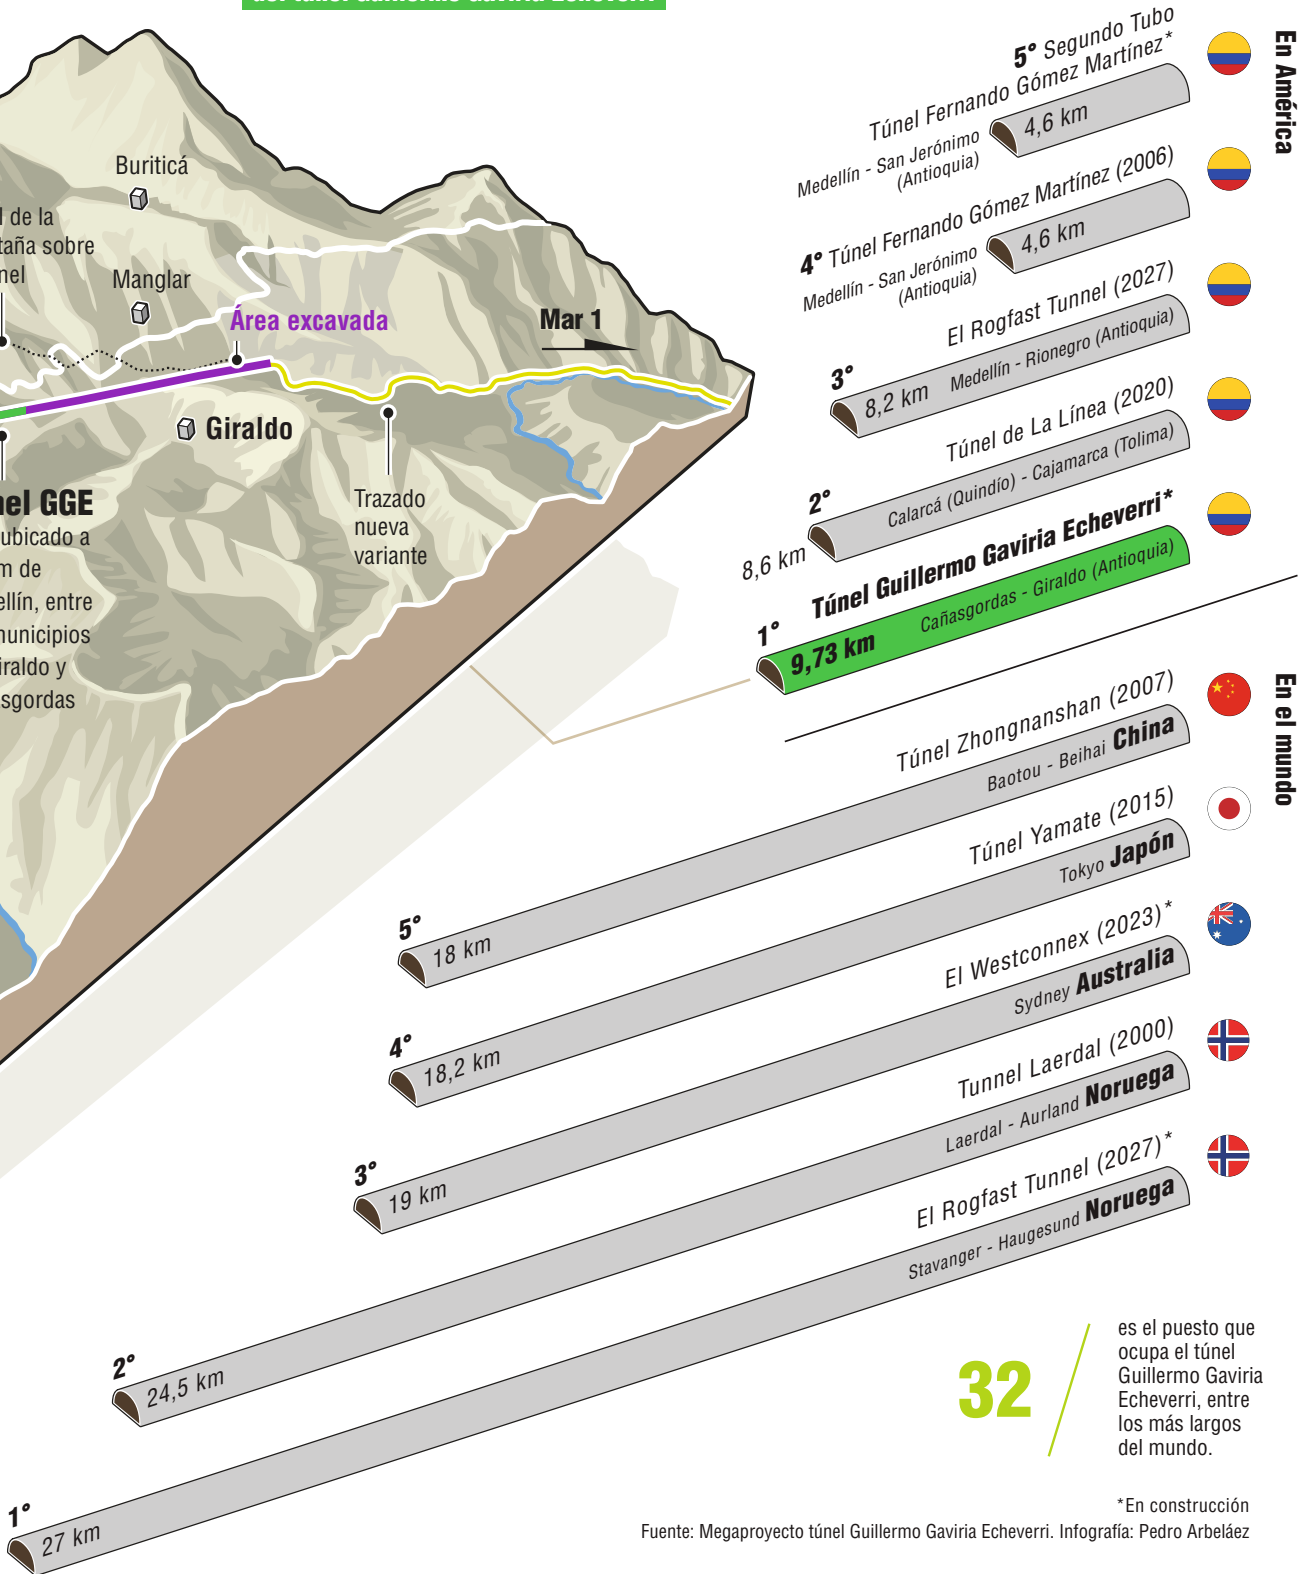 del túnel Guillermo Gaviria Echeverri
Buriticá
l de la
taña sobre
nel
Manglar
Área excavada
Mar 1
Giraldo
nel GGE
ubicado a
m de
ellín, entre
municipios
iraldo y
sgordas
Trazado
nueva
variante
En América
5° Segundo Tubo
Túnel Fernando Gómez Martínez*
Medellín - San Jerónimo
(Antioquia)
4,6 km
4° Túnel Fernando Gómez Martínez (2006)
Medellín - San Jerónimo
(Antioquia)
4,6 km
3°
El Rogfast Tunnel (2027)
8,2 km Medellín - Rionegro (Antioquia)
2°
Túnel de La Línea (2020)
8,6 km
Calarcá (Quindío) - Cajamarca (Tolima)
1°
Túnel Guillermo Gaviria Echeverri*
9,73 km Cañasgordas - Giraldo (Antioquia)
En el mundo
5°
Túnel Zhongnanshan (2007)
18 km
Baotou - Beihai China
4°
Túnel Yamate (2015)
18,2 km
Tokyo Japón
3°
El Westconnex (2023)*
19 km
Sydney Australia
2°
Tunnel Laerdal (2000)
24,5 km
Laerdal - Aurland Noruega
1°
El Rogfast Tunnel (2027)*
27 km
Stavanger - Haugesund Noruega
32
es el puesto que
ocupa el túnel
Guillermo Gaviria
Echeverri, entre
los más largos
del mundo.
*En construcción
Fuente: Megaproyecto túnel Guillermo Gaviria Echeverri. Infografía: Pedro Arbeláez